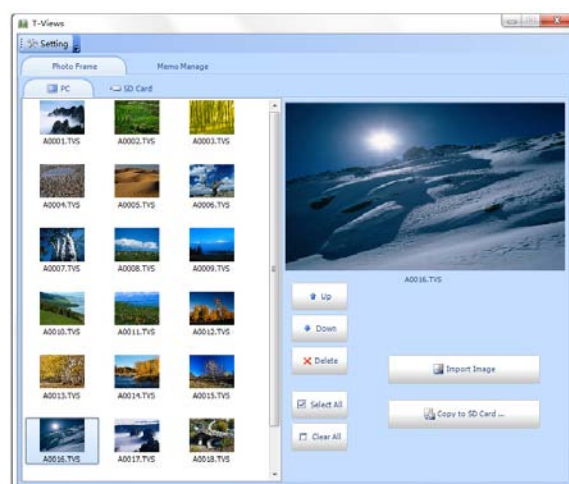 T-Views
Setting
Photo Frame Memo Manage
PC SD Card
A0001.TVS A0002.TVS A0003.TVS
A0004.TVS A0005.TVS A0006.TVS
A0007.TVS A0008.TVS A0009.TVS
A0010.TVS A0011.TVS A0012.TVS
A0013.TVS A0014.TVS A0015.TVS
A0016.TVS A0017.TVS A0018.TVS
A0016.TVS
Up
Down
Delete
Select All
Clear All
Import Image
Copy to SD Card ...